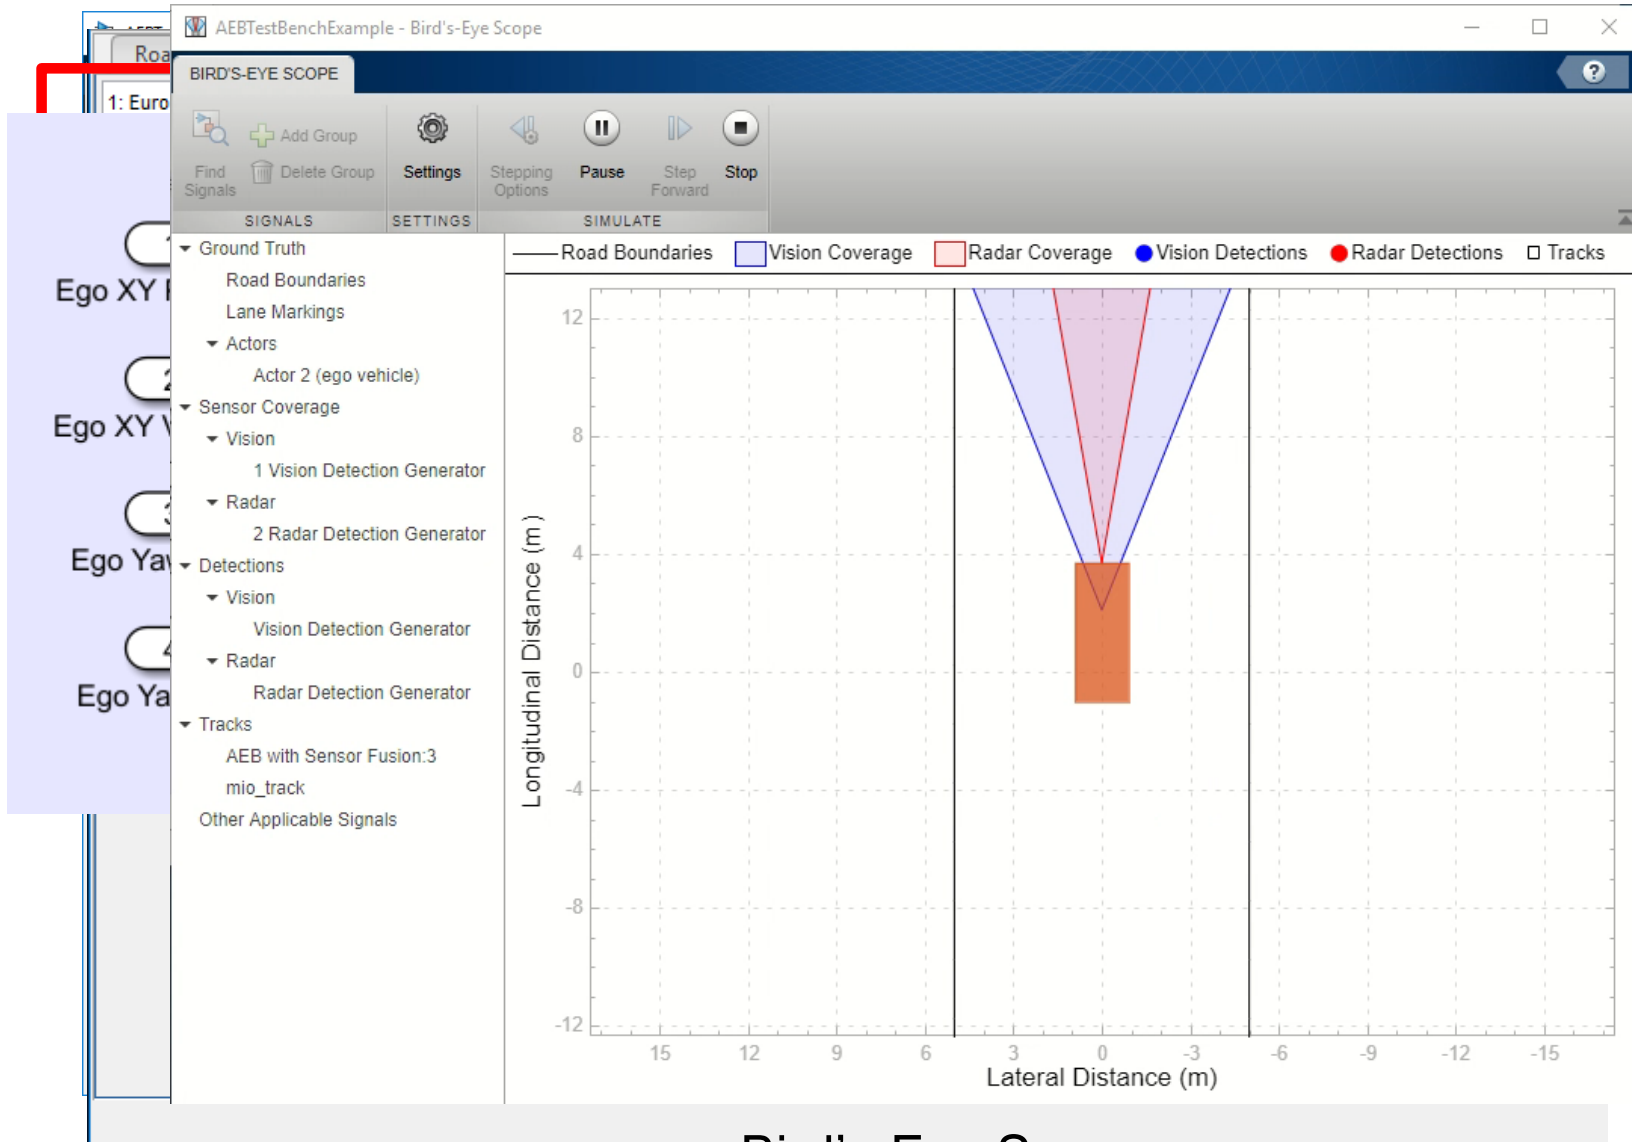 AEBTestBenchExample - Bird's-Eye Scope
BIRD'S-EYE SCOPE
?
1: Euro
Find Signals
Add Group
Delete Group
Settings
Stepping Options
Pause
Step Forward
Stop
SIGNALS
SETTINGS
SIMULATE
Ego XY
Ego XY
Ego
Ego
Ground Truth
Road Boundaries
Lane Markings
Actors
Actor 2 (ego vehicle)
Sensor Coverage
Vision
1 Vision Detection Generator
Radar
2 Radar Detection Generator
Detections
Vision
Vision Detection Generator
Radar
Radar Detection Generator
Tracks
AEB with Sensor Fusion:3
mio_track
Other Applicable Signals
Road Boundaries Vision Coverage Radar Coverage Vision Detections Radar Detections Tracks
Longitudinal Distance (m)
12
8
4
0
-4
-8
-12
15 12 9 6 3 0 -3 -6 -9 -12 -15
Lateral Distance (m)